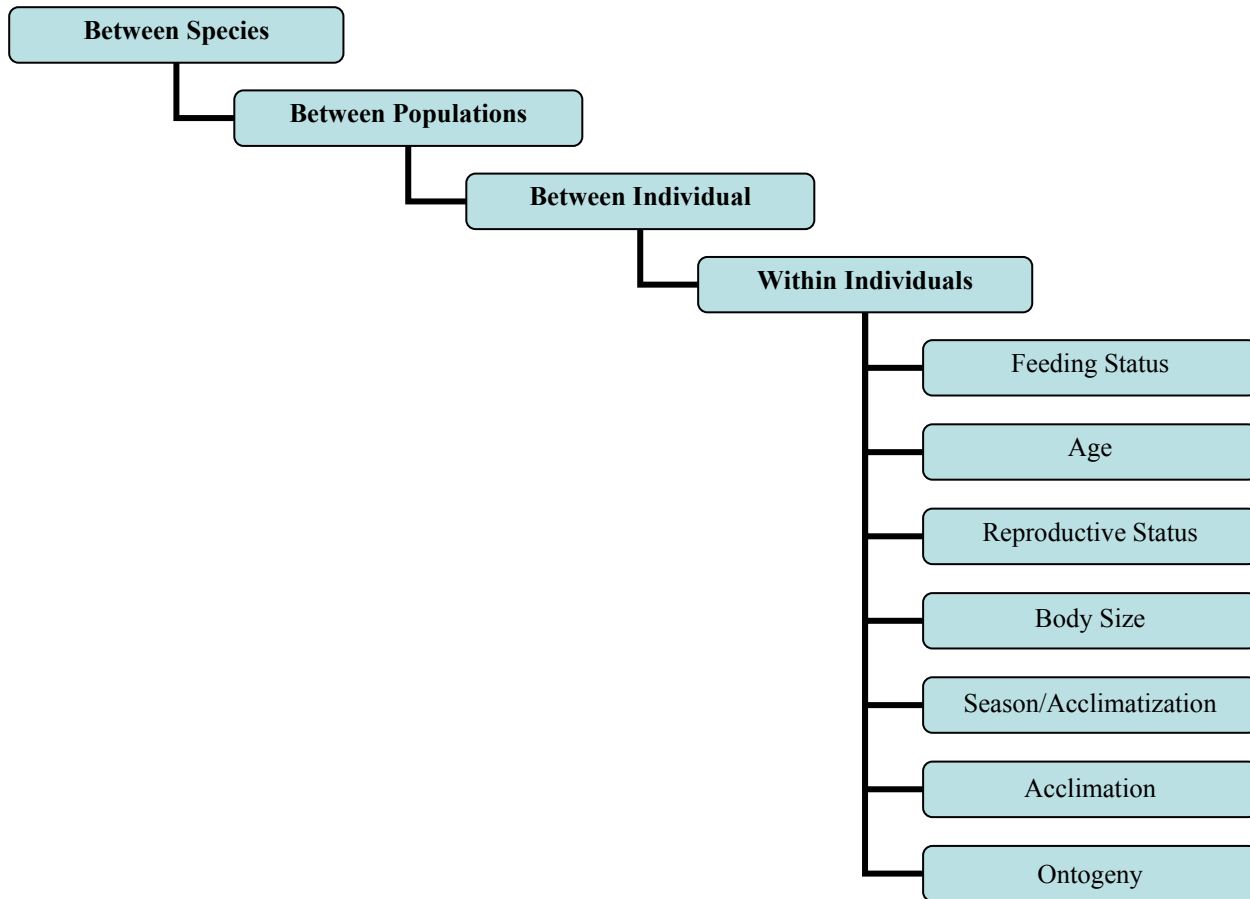 Between Species
Between Populations
Between Individual
Within Individuals
Feeding Status
Age
Reproductive Status
Body Size
Season/Acclimatization
Acclimation
Ontogeny